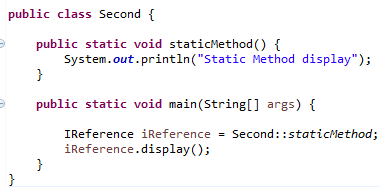 public class Second {
public static void staticMethod() {
System.out.println("Static Method display");
}
public static void main(String[] args) {
IReference iReference = Second::staticMethod;
iReference.display();
}
}